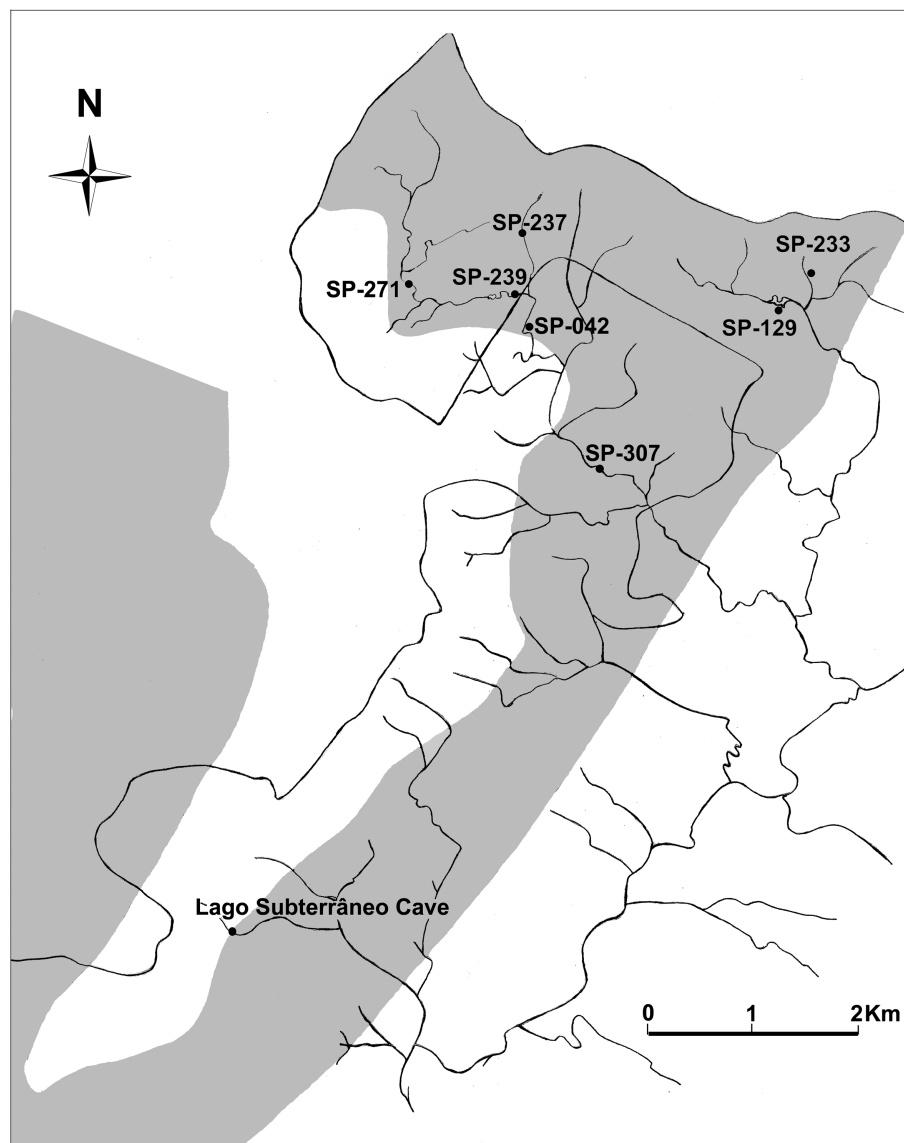 N
SP-237
SP-233
SP-271
SP-239
SP-129
SP-042
SP-307
Lago Subterrâneo Cave
0 1 2Km